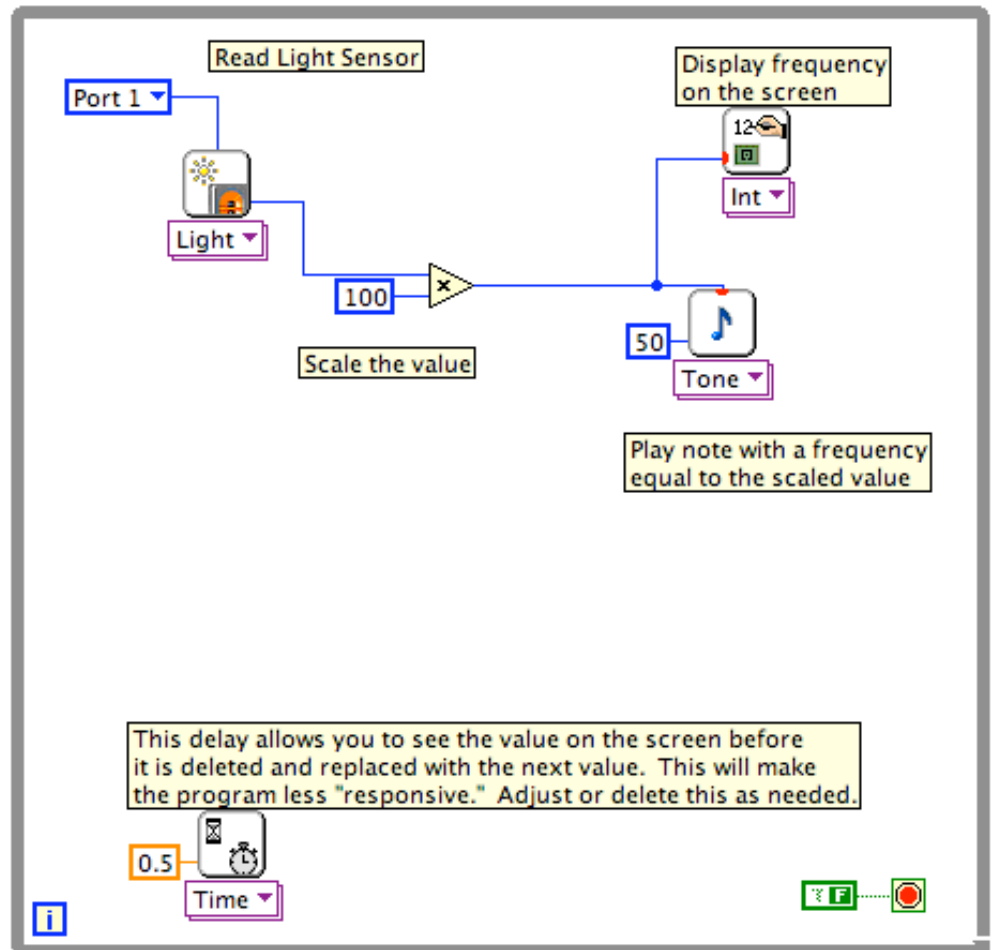 Read Light Sensor
Port 1
Light
100
Scale the value
Display frequency
on the screen
12
Int
50
Tone
Play note with a frequency
equal to the scaled value
This delay allows you to see the value on the screen before
it is deleted and replaced with the next value.  This will make
the program less "responsive."  Adjust or delete this as needed.
0.5
Time
i
F